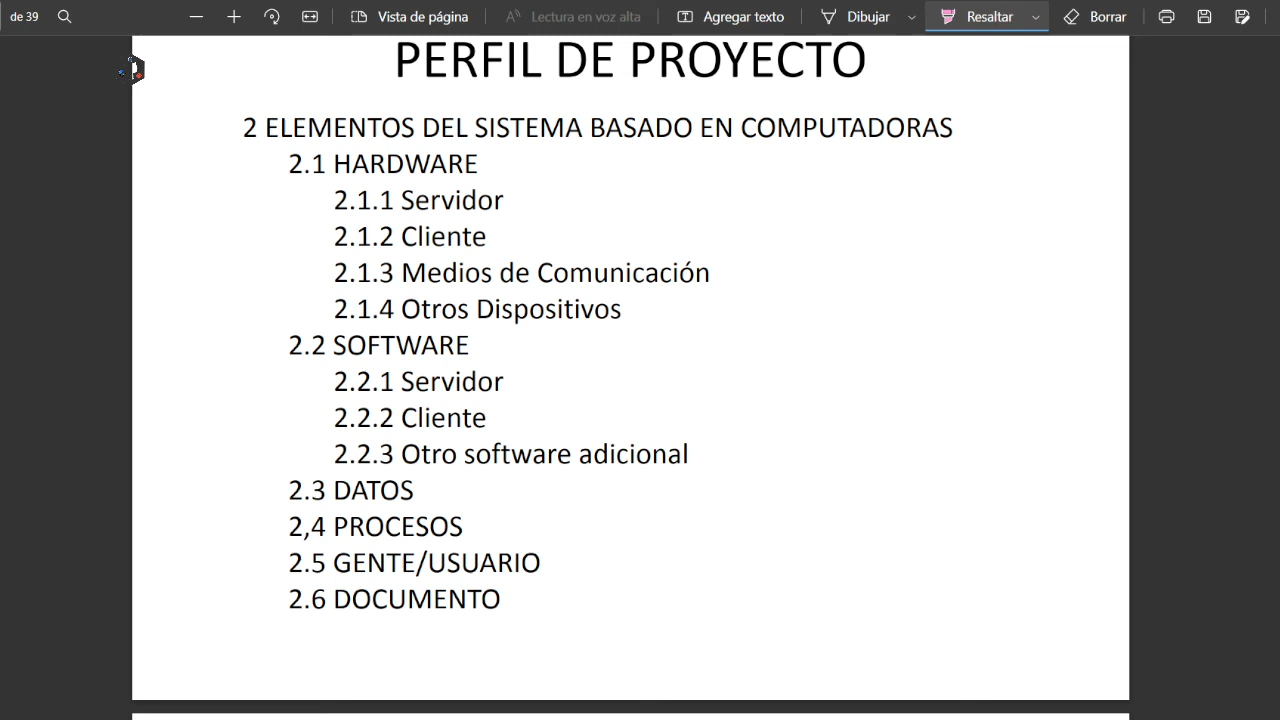 de 39
Vista de página
Lectura en voz alta
Agregar texto
Dibujar
Resaltar
Borrar
PERFIL DE PROYECTO
2 ELEMENTOS DEL SISTEMA BASADO EN COMPUTADORAS
2.1 HARDWARE
2.1.1 Servidor
2.1.2 Cliente
2.1.3 Medios de Comunicación
2.1.4 Otros Dispositivos
2.2 SOFTWARE
2.2.1 Servidor
2.2.2 Cliente
2.2.3 Otro software adicional
2.3 DATOS
2,4 PROCESOS
2.5 GENTE/USUARIO
2.6 DOCUMENTO